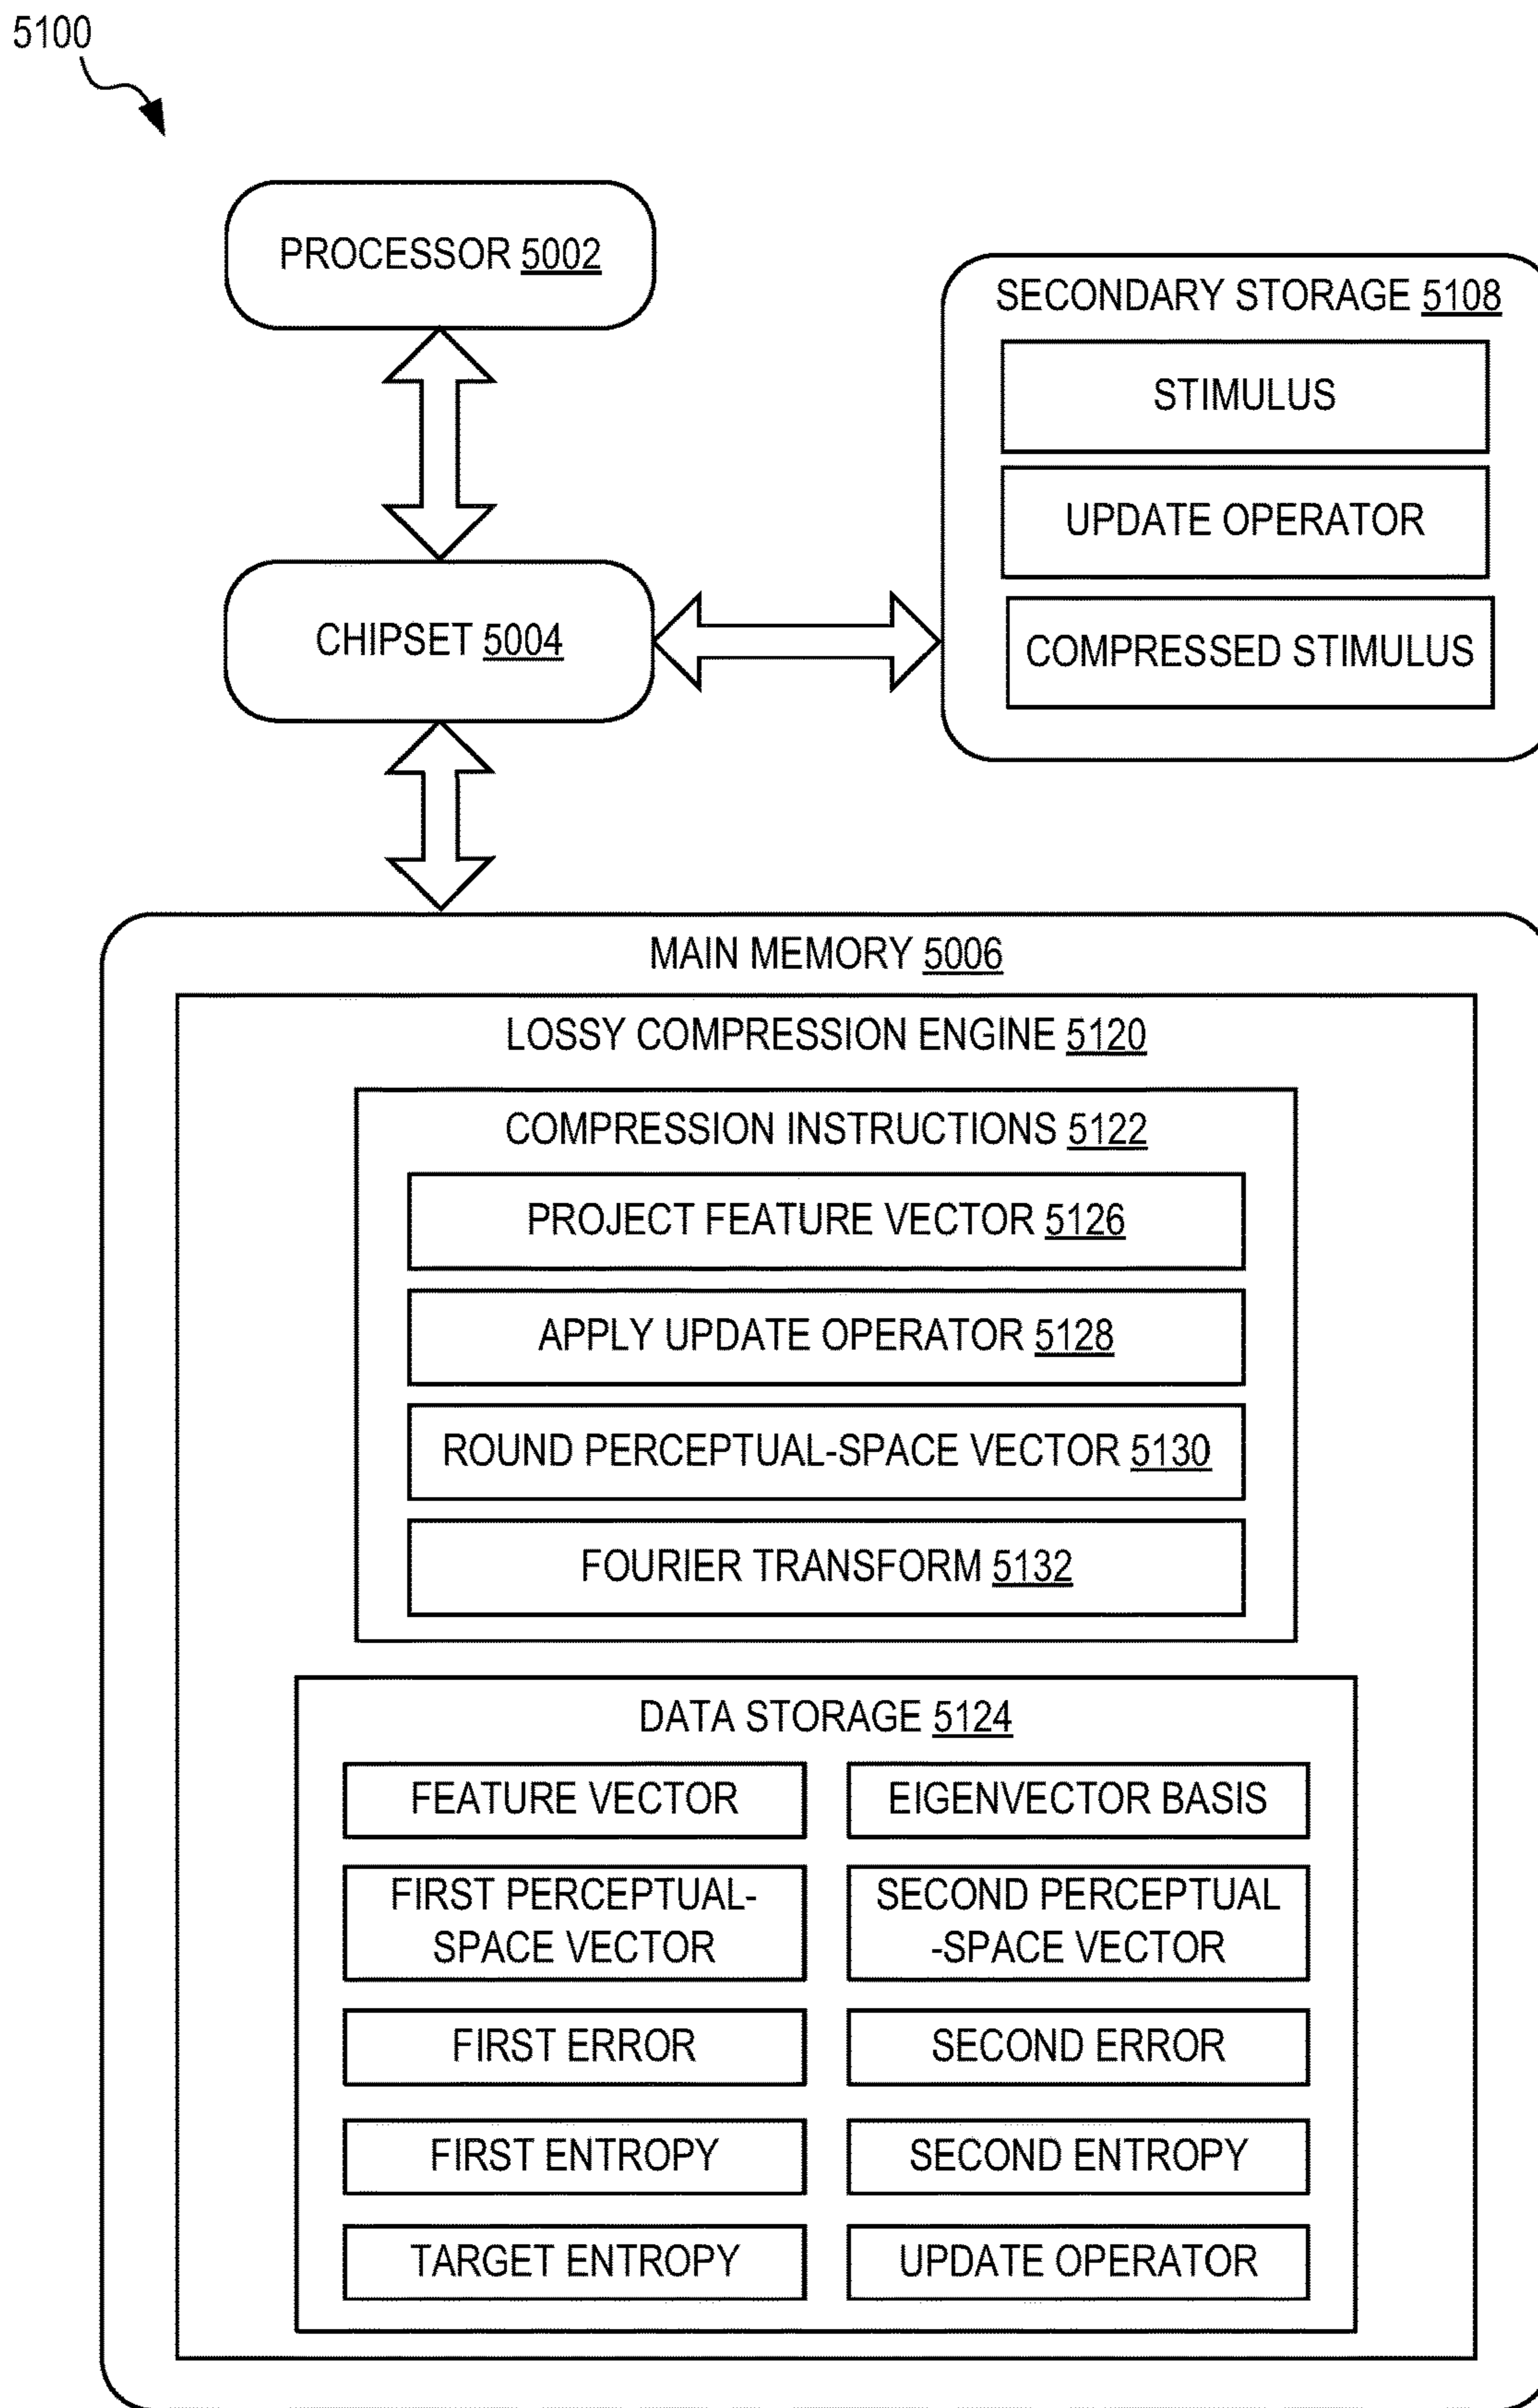 5100
PROCESSOR 5002
SECONDARY STORAGE 5108
STIMULUS
UPDATE OPERATOR
COMPRESSED STIMULUS
CHIPSET 5004
MAIN MEMORY 5006
LOSSY COMPRESSION ENGINE 5120
COMPRESSION INSTRUCTIONS 5122
PROJECT FEATURE VECTOR 5126
APPLY UPDATE OPERATOR 5128
ROUND PERCEPTUAL-SPACE VECTOR 5130
FOURIER TRANSFORM 5132
DATA STORAGE 5124
FEATURE VECTOR
EIGENVECTOR BASIS
FIRST PERCEPTUAL-
SPACE VECTOR
SECOND PERCEPTUAL
-SPACE VECTOR
FIRST ERROR
SECOND ERROR
FIRST ENTROPY
SECOND ENTROPY
TARGET ENTROPY
UPDATE OPERATOR